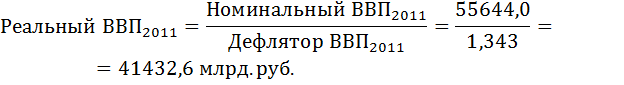 Реальный ВВП₂₀₁₁ = Номинальный ВВП₂₀₁₁ / Дефлятор ВВП₂₀₁₁ = 55644,0 / 1,343 =
= 41432,6 млрд. руб.